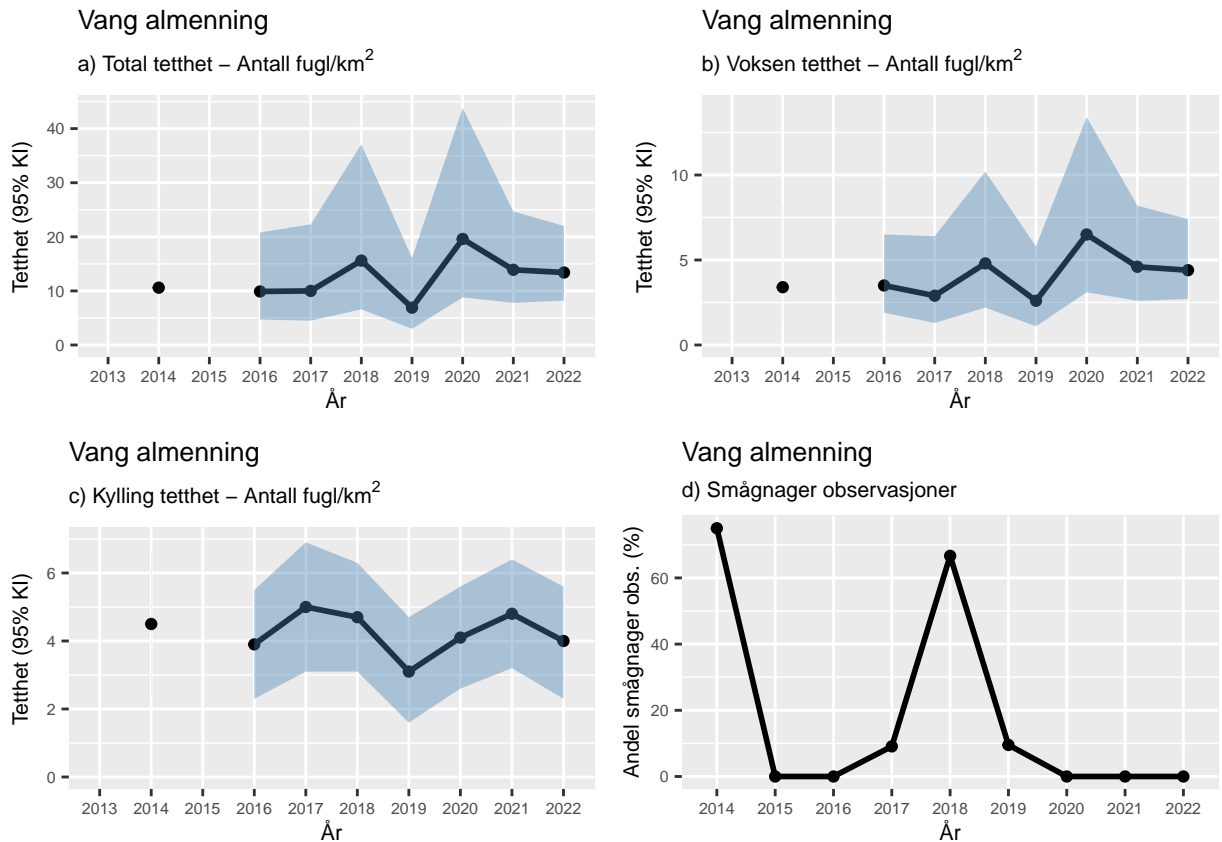 Vang almenning
a) Total tetthet − Antall fugl/km²
Tetthet (95% KI)
40
30
20
10
0
2013 2014 2015 2016 2017 2018 2019 2020 2021 2022
År
Vang almenning
b) Voksen tetthet − Antall fugl/km²
Tetthet (95% KI)
10
5
0
2013 2014 2015 2016 2017 2018 2019 2020 2021 2022
År
Vang almenning
c) Kylling tetthet − Antall fugl/km²
Tetthet (95% KI)
6
4
2
0
2013 2014 2015 2016 2017 2018 2019 2020 2021 2022
År
Vang almenning
d) Smågnager observasjoner
Andel smågnager obs. (%)
60
40
20
0
2014 2015 2016 2017 2018 2019 2020 2021 2022
År